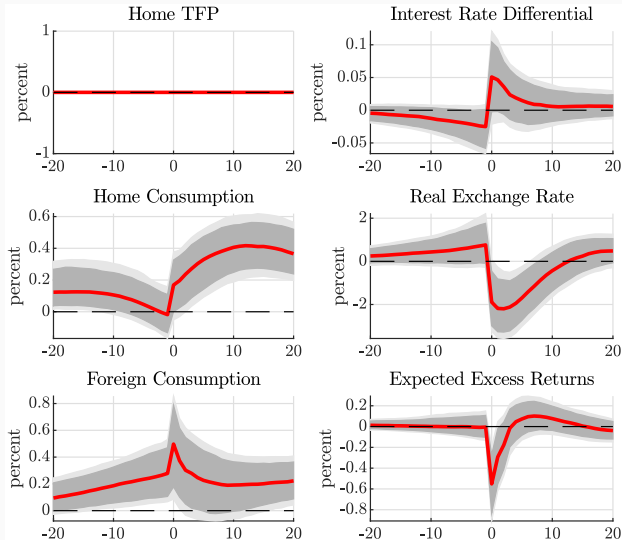 Home TFP
percent
1
0
-1
-20 -10 0 10 20
Interest Rate Differential
percent
0.1
0.05
0
-0.05
-20 -10 0 10 20
Home Consumption
percent
0.6
0.4
0.2
0
-20 -10 0 10 20
Real Exchange Rate
percent
2
0
-2
-20 -10 0 10 20
Foreign Consumption
percent
0.8
0.6
0.4
0.2
0
-20 -10 0 10 20
Expected Excess Returns
percent
0.2
0
-0.2
-0.4
-0.6
-0.8
-20 -10 0 10 20